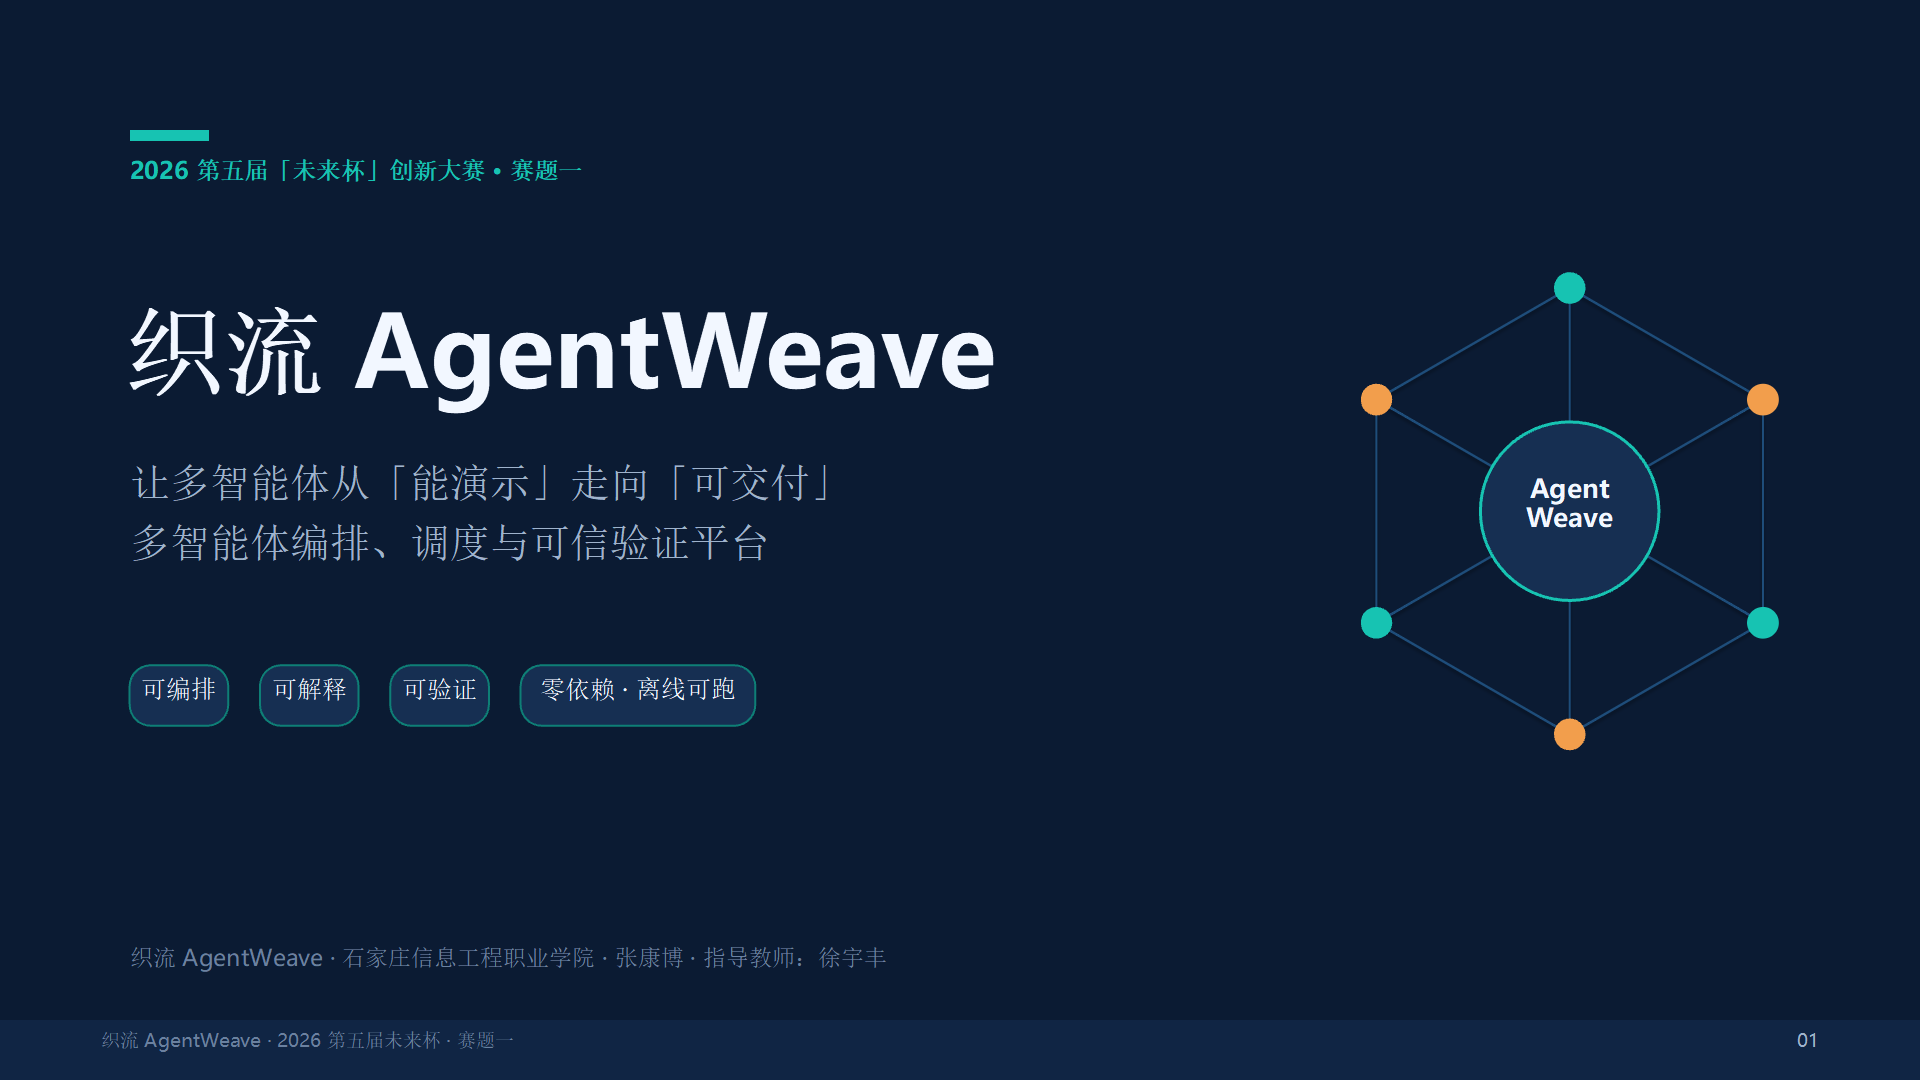 2026 第五届「未来杯」创新大赛 • 赛题一
织流 AgentWeave
让多智能体从「能演示」走向「可交付」
多智能体编排、调度与可信验证平台
可编排
可解释
可验证
零依赖 · 离线可跑
Agent
Weave
织流 AgentWeave · 石家庄信息工程职业学院 · 张康博 · 指导教师：徐宇丰
织流 AgentWeave · 2026 第五届未来杯 · 赛题一
01